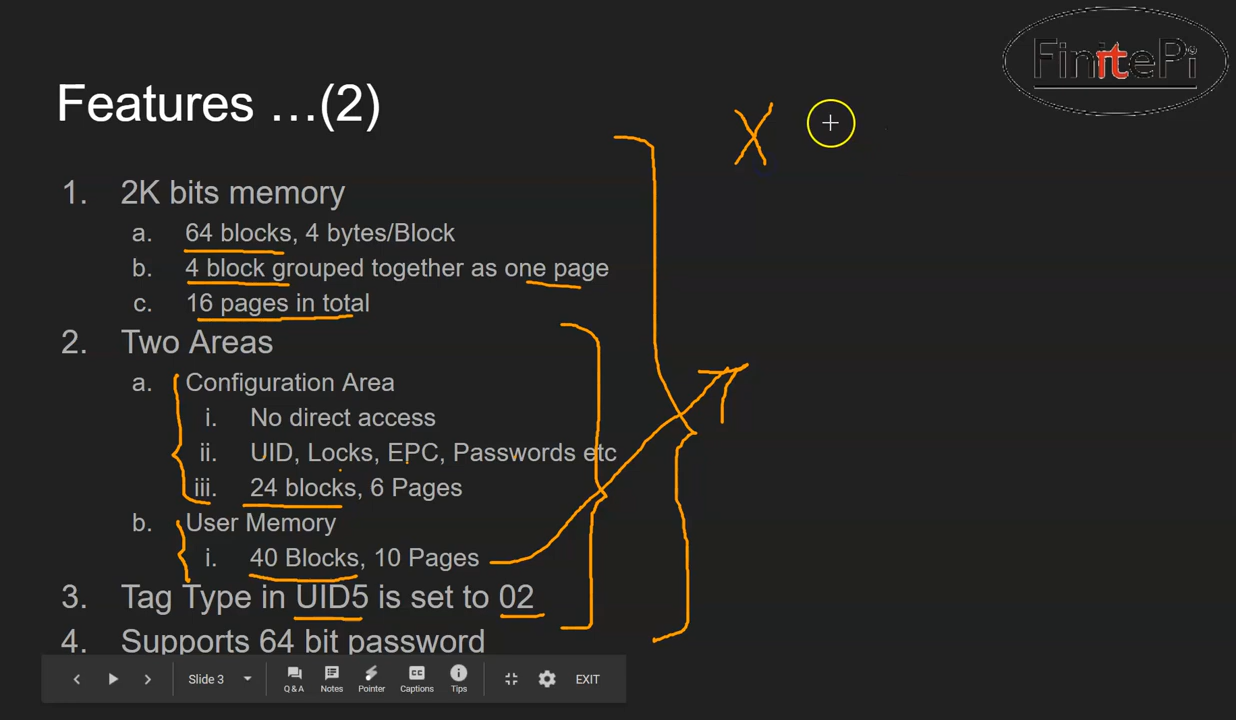 FinitePi
Features …(2)
X
1. 2K bits memory
a. 64 blocks, 4 bytes/Block
b. 4 block grouped together as one page
c. 16 pages in total
2. Two Areas
a. Configuration Area
i. No direct access
ii. UID, Locks, EPC, Passwords etc
iii. 24 blocks, 6 Pages
b. User Memory
i. 40 Blocks, 10 Pages
3. Tag Type in UID5 is set to 02
4. Supports 64 bit password
Slide 3
Q & A
Notes
Pointer
CC
Captions
Tips
EXIT